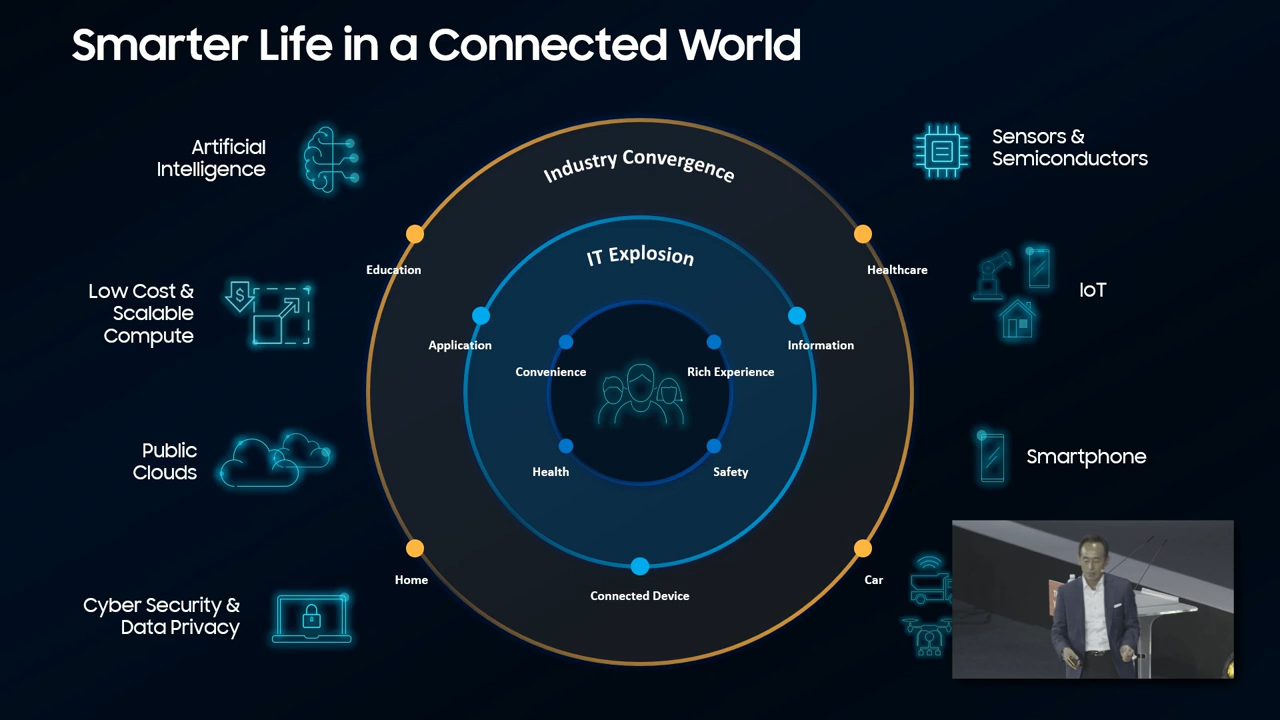 Smarter Life in a Connected World
Artificial
Intelligence
Low Cost &
Scalable
Compute
$
Public
Clouds
Cyber Security &
Data Privacy
Industry Convergence
Education
Healthcare
IT Explosion
Application
Information
Convenience
Rich Experience
Health
Safety
Home
Connected Device
Car
Sensors &
Semiconductors
IoT
Smartphone